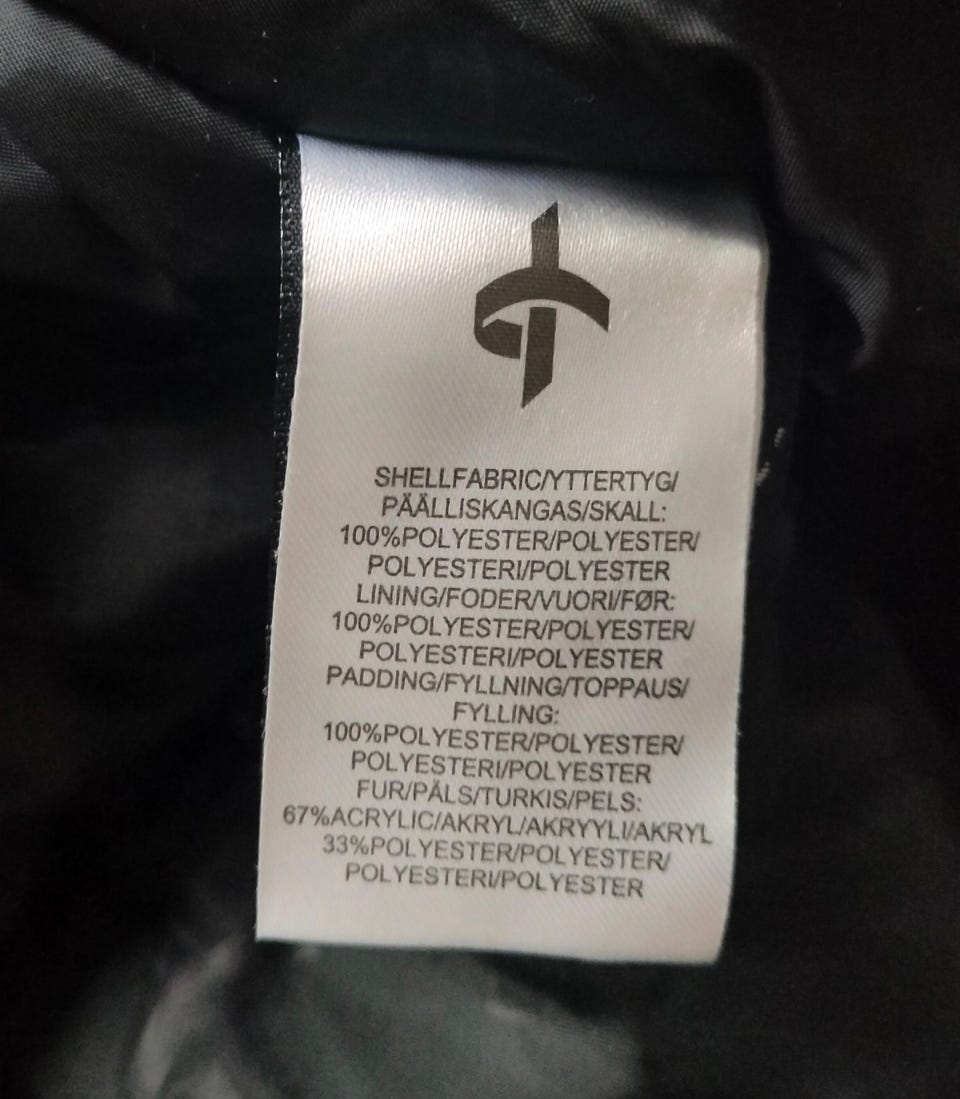 SHELLFABRIC/YTTERTYG/
PÄÄLLISKANGAS/SKALL:
100%POLYESTER/POLYESTER/
POLYESTERI/POLYESTER
LINING/FODER/VUORI/FØR:
100%POLYESTER/POLYESTER/
POLYESTERI/POLYESTER
PADDING/FYLLNING/TOPPAUS/
FYLLING:
100%POLYESTER/POLYESTER/
POLYESTERI/POLYESTER
FUR/PÄLS/TURKIS/PELS:
67%ACRYLIC/AKRYL/AKRYYLI/AKRYL
33%POLYESTER/POLYESTER/
POLYESTERI/POLYESTER